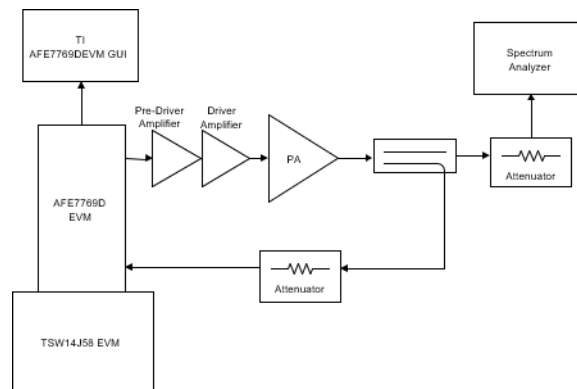 TI
AFE7769DEVM GUI
Spectrum
Analyzer
Pre-Driver
Amplifier
Driver
Amplifier
PA
Attenuator
AFE7769D
EVM
Attenuator
TSW14J58 EVM